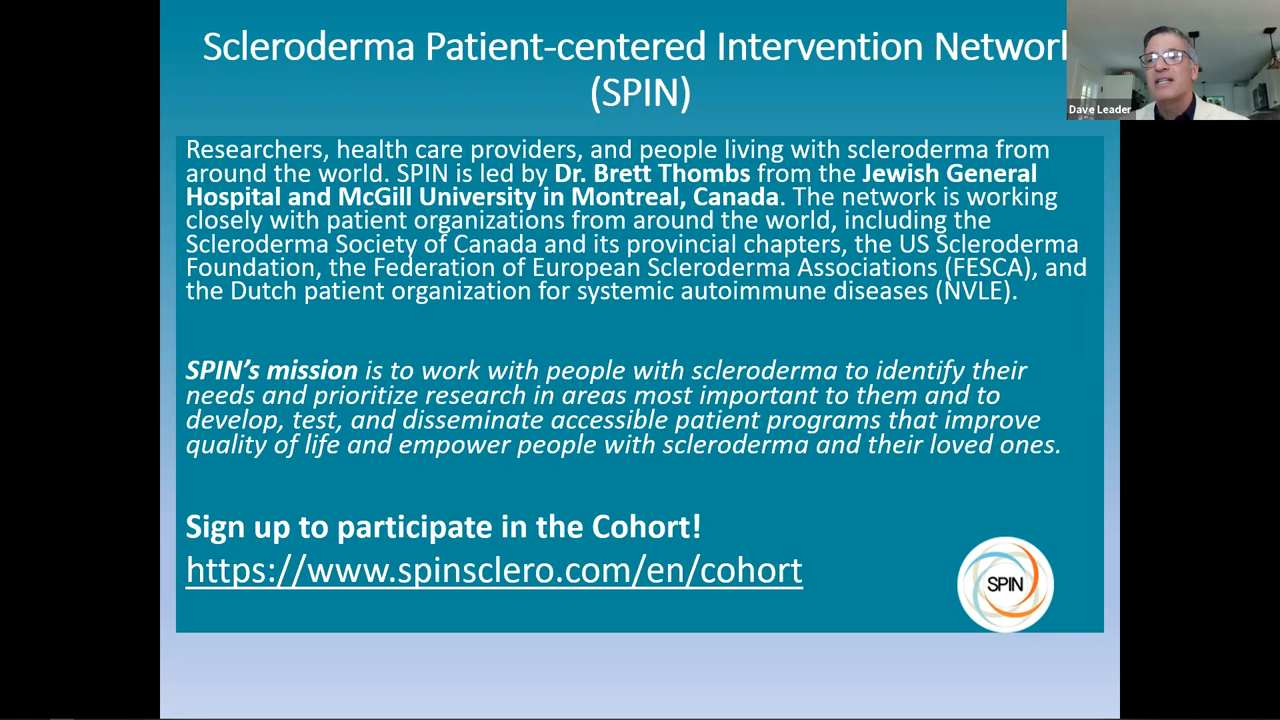 Scleroderma Patient-centered Intervention Network
(SPIN)
Dave Leader
Researchers, health care providers, and people living with scleroderma from
around the world. SPIN is led by Dr. Brett Thombs from the Jewish General
Hospital and McGill University in Montreal, Canada. The network is working
closely with patient organizations from around the world, including the
Scleroderma Society of Canada and its provincial chapters, the US Scleroderma
Foundation, the Federation of European Scleroderma Associations (FESCA), and
the Dutch patient organization for systemic autoimmune diseases (NVLE).
SPIN’s mission is to work with people with scleroderma to identify their
needs and prioritize research in areas most important to them and to
develop, test, and disseminate accessible patient programs that improve
quality of life and empower people with scleroderma and their loved ones.
Sign up to participate in the Cohort!
https://www.spinsclero.com/en/cohort
SPIN